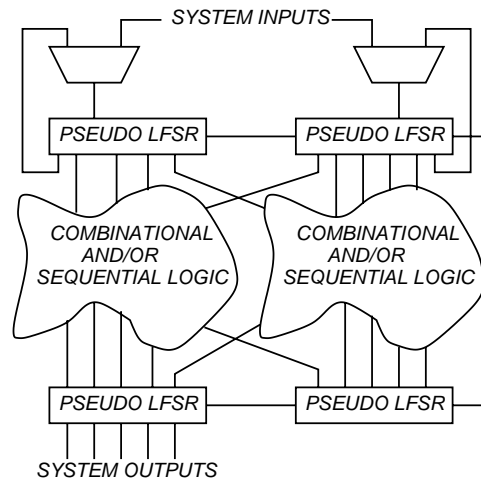 SYSTEM INPUTS
PSEUDO LFSR
PSEUDO LFSR
COMBINATIONAL
AND/OR
SEQUENTIAL LOGIC
COMBINATIONAL
AND/OR
SEQUENTIAL LOGIC
PSEUDO LFSR
PSEUDO LFSR
SYSTEM OUTPUTS